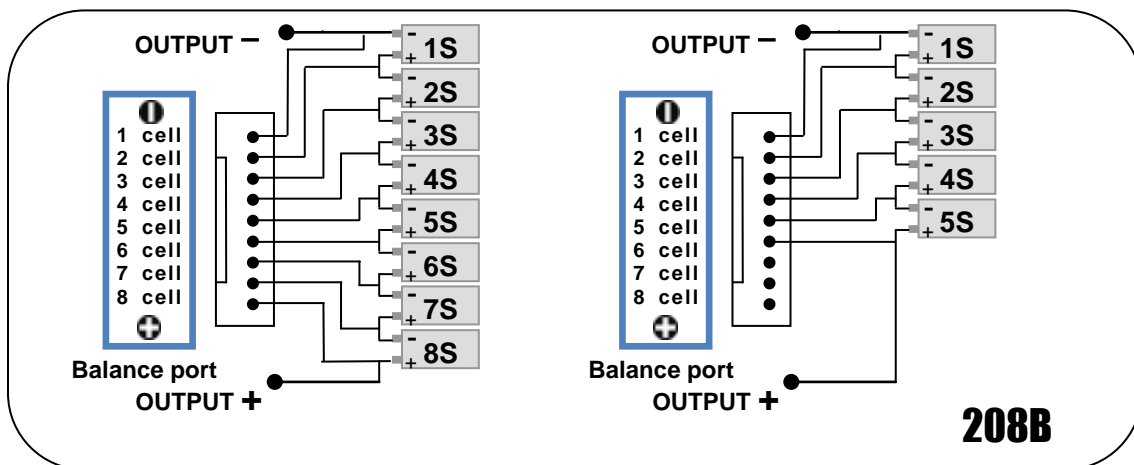 OUTPUT −
- 1S +
- 2S +
- 3S +
- 4S +
- 5S +
- 6S +
- 7S +
- 8S +
1 cell
2 cell
3 cell
4 cell
5 cell
6 cell
7 cell
8 cell
Balance port
OUTPUT +
OUTPUT −
- 1S +
- 2S +
- 3S +
- 4S +
- 5S +
1 cell
2 cell
3 cell
4 cell
5 cell
6 cell
7 cell
8 cell
Balance port
OUTPUT +
208B